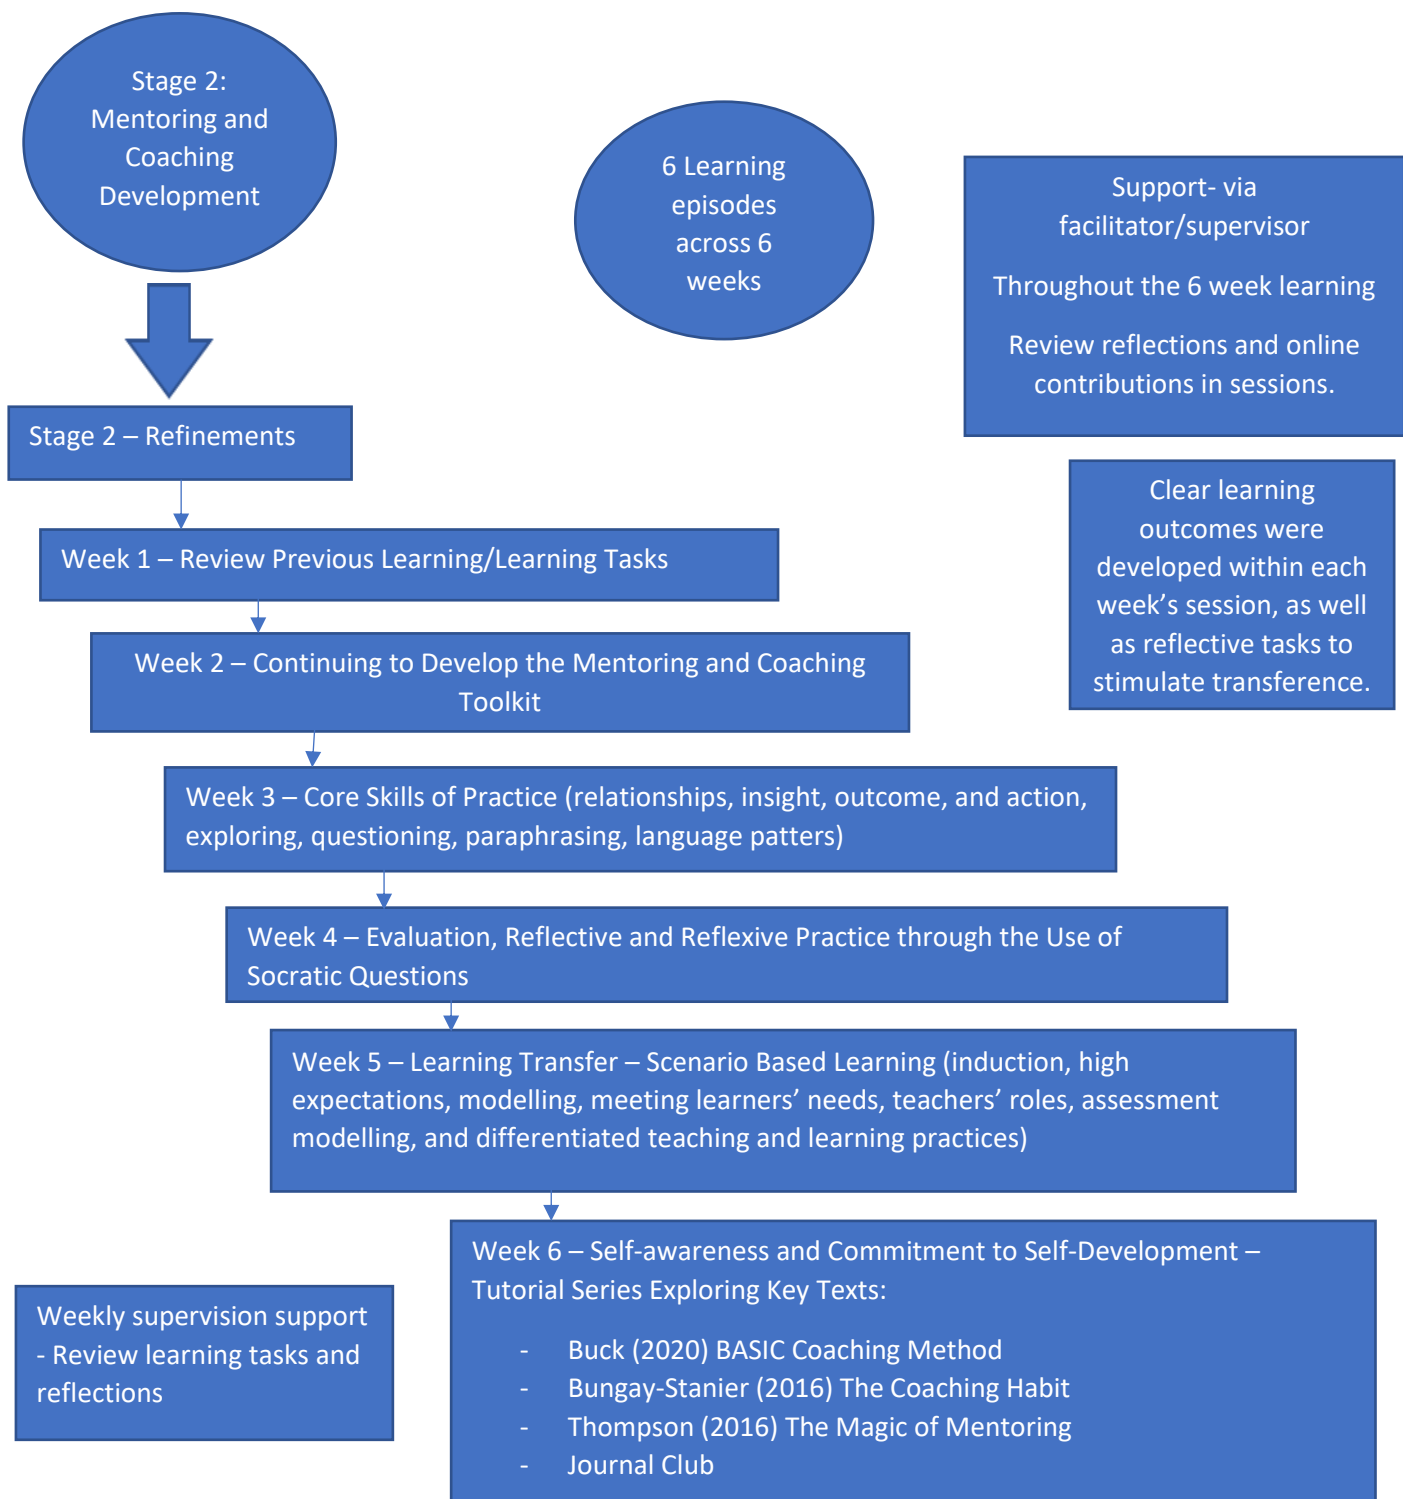 Stage 2:
Mentoring and
Coaching
Development
6 Learning
episodes
across 6
weeks
Support- via
facilitator/supervisor
Throughout the 6 week learning
Review reflections and online
contributions in sessions.
Stage 2 – Refinements
Clear learning
outcomes were
developed within each
week’s session, as well
as reflective tasks to
stimulate transference.
Week 1 – Review Previous Learning/Learning Tasks
Week 2 – Continuing to Develop the Mentoring and Coaching
Toolkit
Week 3 – Core Skills of Practice (relationships, insight, outcome, and action,
exploring, questioning, paraphrasing, language patters)
Week 4 – Evaluation, Reflective and Reflexive Practice through the Use of
Socratic Questions
Week 5 – Learning Transfer – Scenario Based Learning (induction, high
expectations, modelling, meeting learners’ needs, teachers’ roles, assessment
modelling, and differentiated teaching and learning practices)
Week 6 – Self-awareness and Commitment to Self-Development –
Tutorial Series Exploring Key Texts:
- Buck (2020) BASIC Coaching Method
- Bungay-Stanier (2016) The Coaching Habit
- Thompson (2016) The Magic of Mentoring
- Journal Club
Weekly supervision support
- Review learning tasks and
reflections